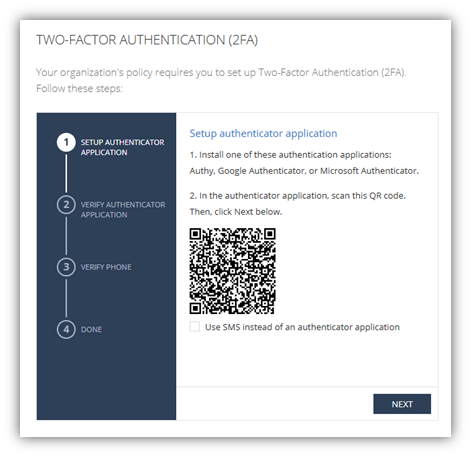 TWO-FACTOR AUTHENTICATION (2FA)
Your organization's policy requires you to set up Two-Factor Authentication (2FA).
Follow these steps:
1
SETUP AUTHENTICATOR
APPLICATION
2
VERIFY AUTHENTICATOR
APPLICATION
3
VERIFY PHONE
4
DONE
Setup authenticator application
1. Install one of these authentication applications:
Authy, Google Authenticator, or Microsoft Authenticator.
2. In the authenticator application, scan this QR code.
Then, click Next below.
Use SMS instead of an authenticator application
NEXT